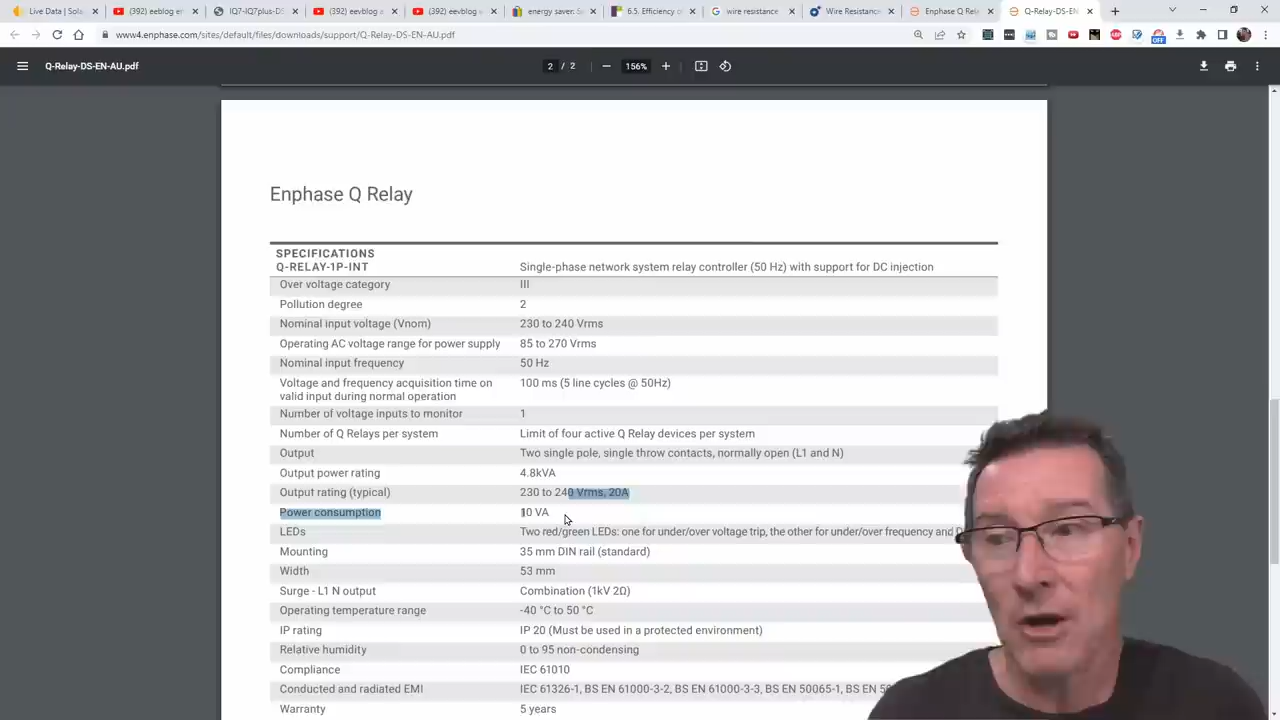 Live Data | Sola
(392) eeblog en
IQ7-IQ7plus-DS
(392) eevblog a
(392) eevblog a
energy saver: S
6.5. Efficiency o
wire resistance
Wire Resistance
Enphase Q Rel
Q-Relay-DS-EN
www4.enphase.com/sites/default/files/downloads/support/Q-Relay-DS-EN-AU.pdf
Q-Relay-DS-EN-AU.pdf
2 / 2
156%
Enphase Q Relay
SPECIFICATIONS
Q-RELAY-1P-INT Single-phase network system relay controller (50 Hz) with support for DC injection
Over voltage category III
Pollution degree 2
Nominal input voltage (Vnom) 230 to 240 Vrms
Operating AC voltage range for power supply 85 to 270 Vrms
Nominal input frequency 50 Hz
Voltage and frequency acquisition time on 100 ms (5 line cycles @ 50Hz)
valid input during normal operation
Number of voltage inputs to monitor 1
Number of Q Relays per system Limit of four active Q Relay devices per system
Output Two single pole, single throw contacts, normally open (L1 and N)
Output power rating 4.8kVA
Output rating (typical) 230 to 240 Vrms, 20A
Power consumption 10 VA
LEDs Two red/green LEDs: one for under/over voltage trip, the other for under/over frequency and D
Mounting 35 mm DIN rail (standard)
Width 53 mm
Surge - L1 N output Combination (1kV 2Ω)
Operating temperature range -40 °C to 50 °C
IP rating IP 20 (Must be used in a protected environment)
Relative humidity 0 to 95 non-condensing
Compliance IEC 61010
Conducted and radiated EMI IEC 61326-1, BS EN 61000-3-2, BS EN 61000-3-3, BS EN 50065-1, BS EN 50
Warranty 5 years